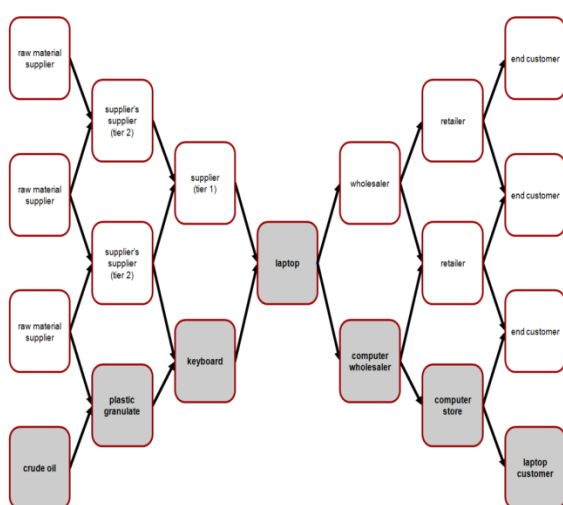 raw material
supplier
end customer
supplier's
supplier
(tier 2)
retailer
raw material
supplier
supplier
(tier 1)
wholesaler
end customer
supplier's
supplier
(tier 2)
laptop
retailer
raw material
supplier
keyboard
computer
wholesaler
end customer
plastic
granulate
computer
store
crude oil
laptop
customer